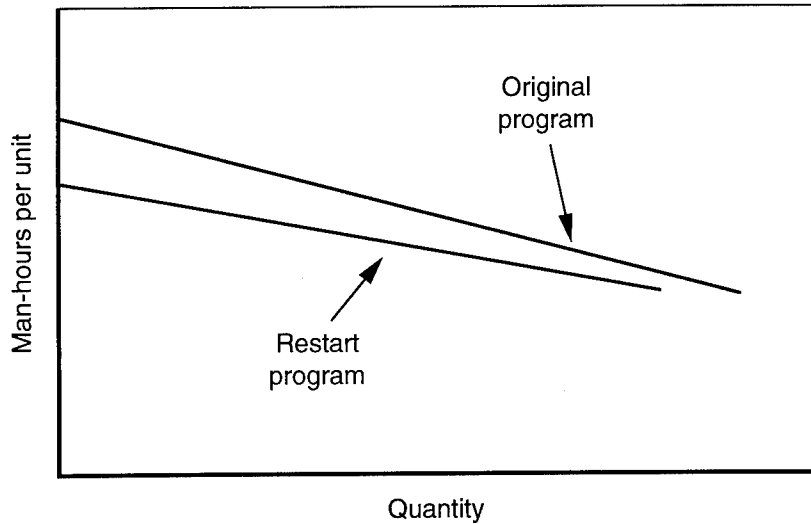 Original
program
Man-hours per unit
Restart
program
Quantity